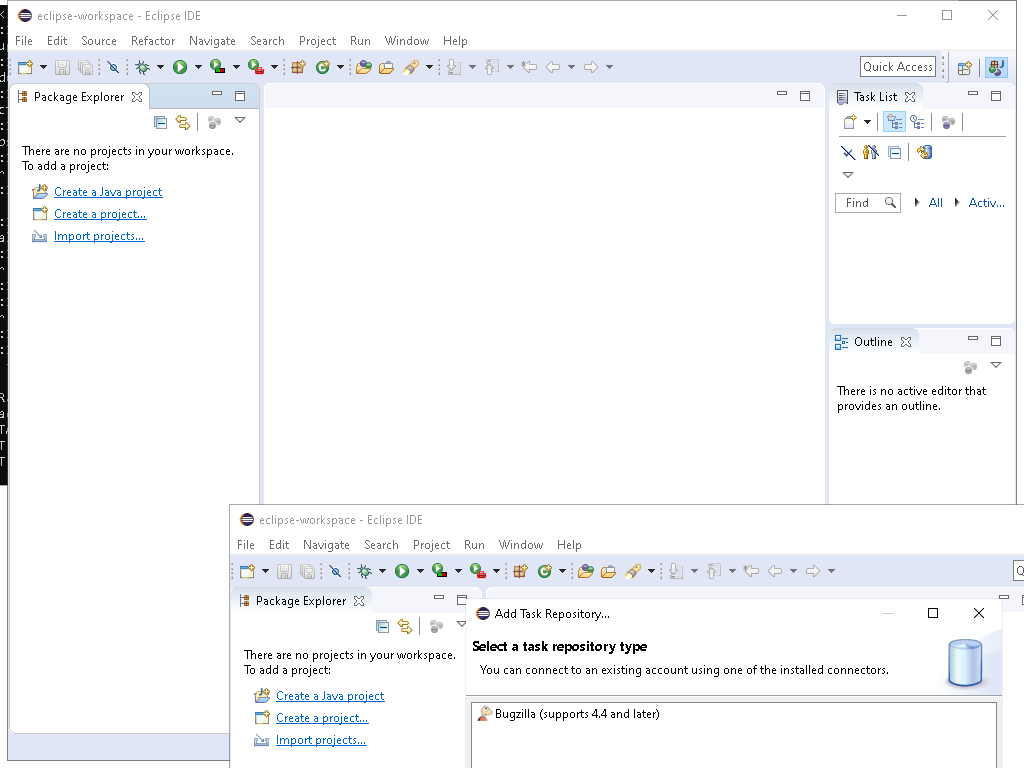 eclipse-workspace - Eclipse IDE
File Edit Source Refactor Navigate Search Project Run Window Help
Quick Access
Package Explorer
Task List
There are no projects in your workspace.
To add a project:
Create a Java project
Create a project...
Import projects...
Find All Activ...
Outline
There is no active editor that
provides an outline.
eclipse-workspace - Eclipse IDE
File Edit Navigate Search Project Run Window Help
Package Explorer
There are no projects in your workspace.
To add a project:
Create a Java project
Create a project...
Import projects...
Add Task Repository...
Select a task repository type
You can connect to an existing account using one of the installed connectors.
Bugzilla (supports 4.4 and later)